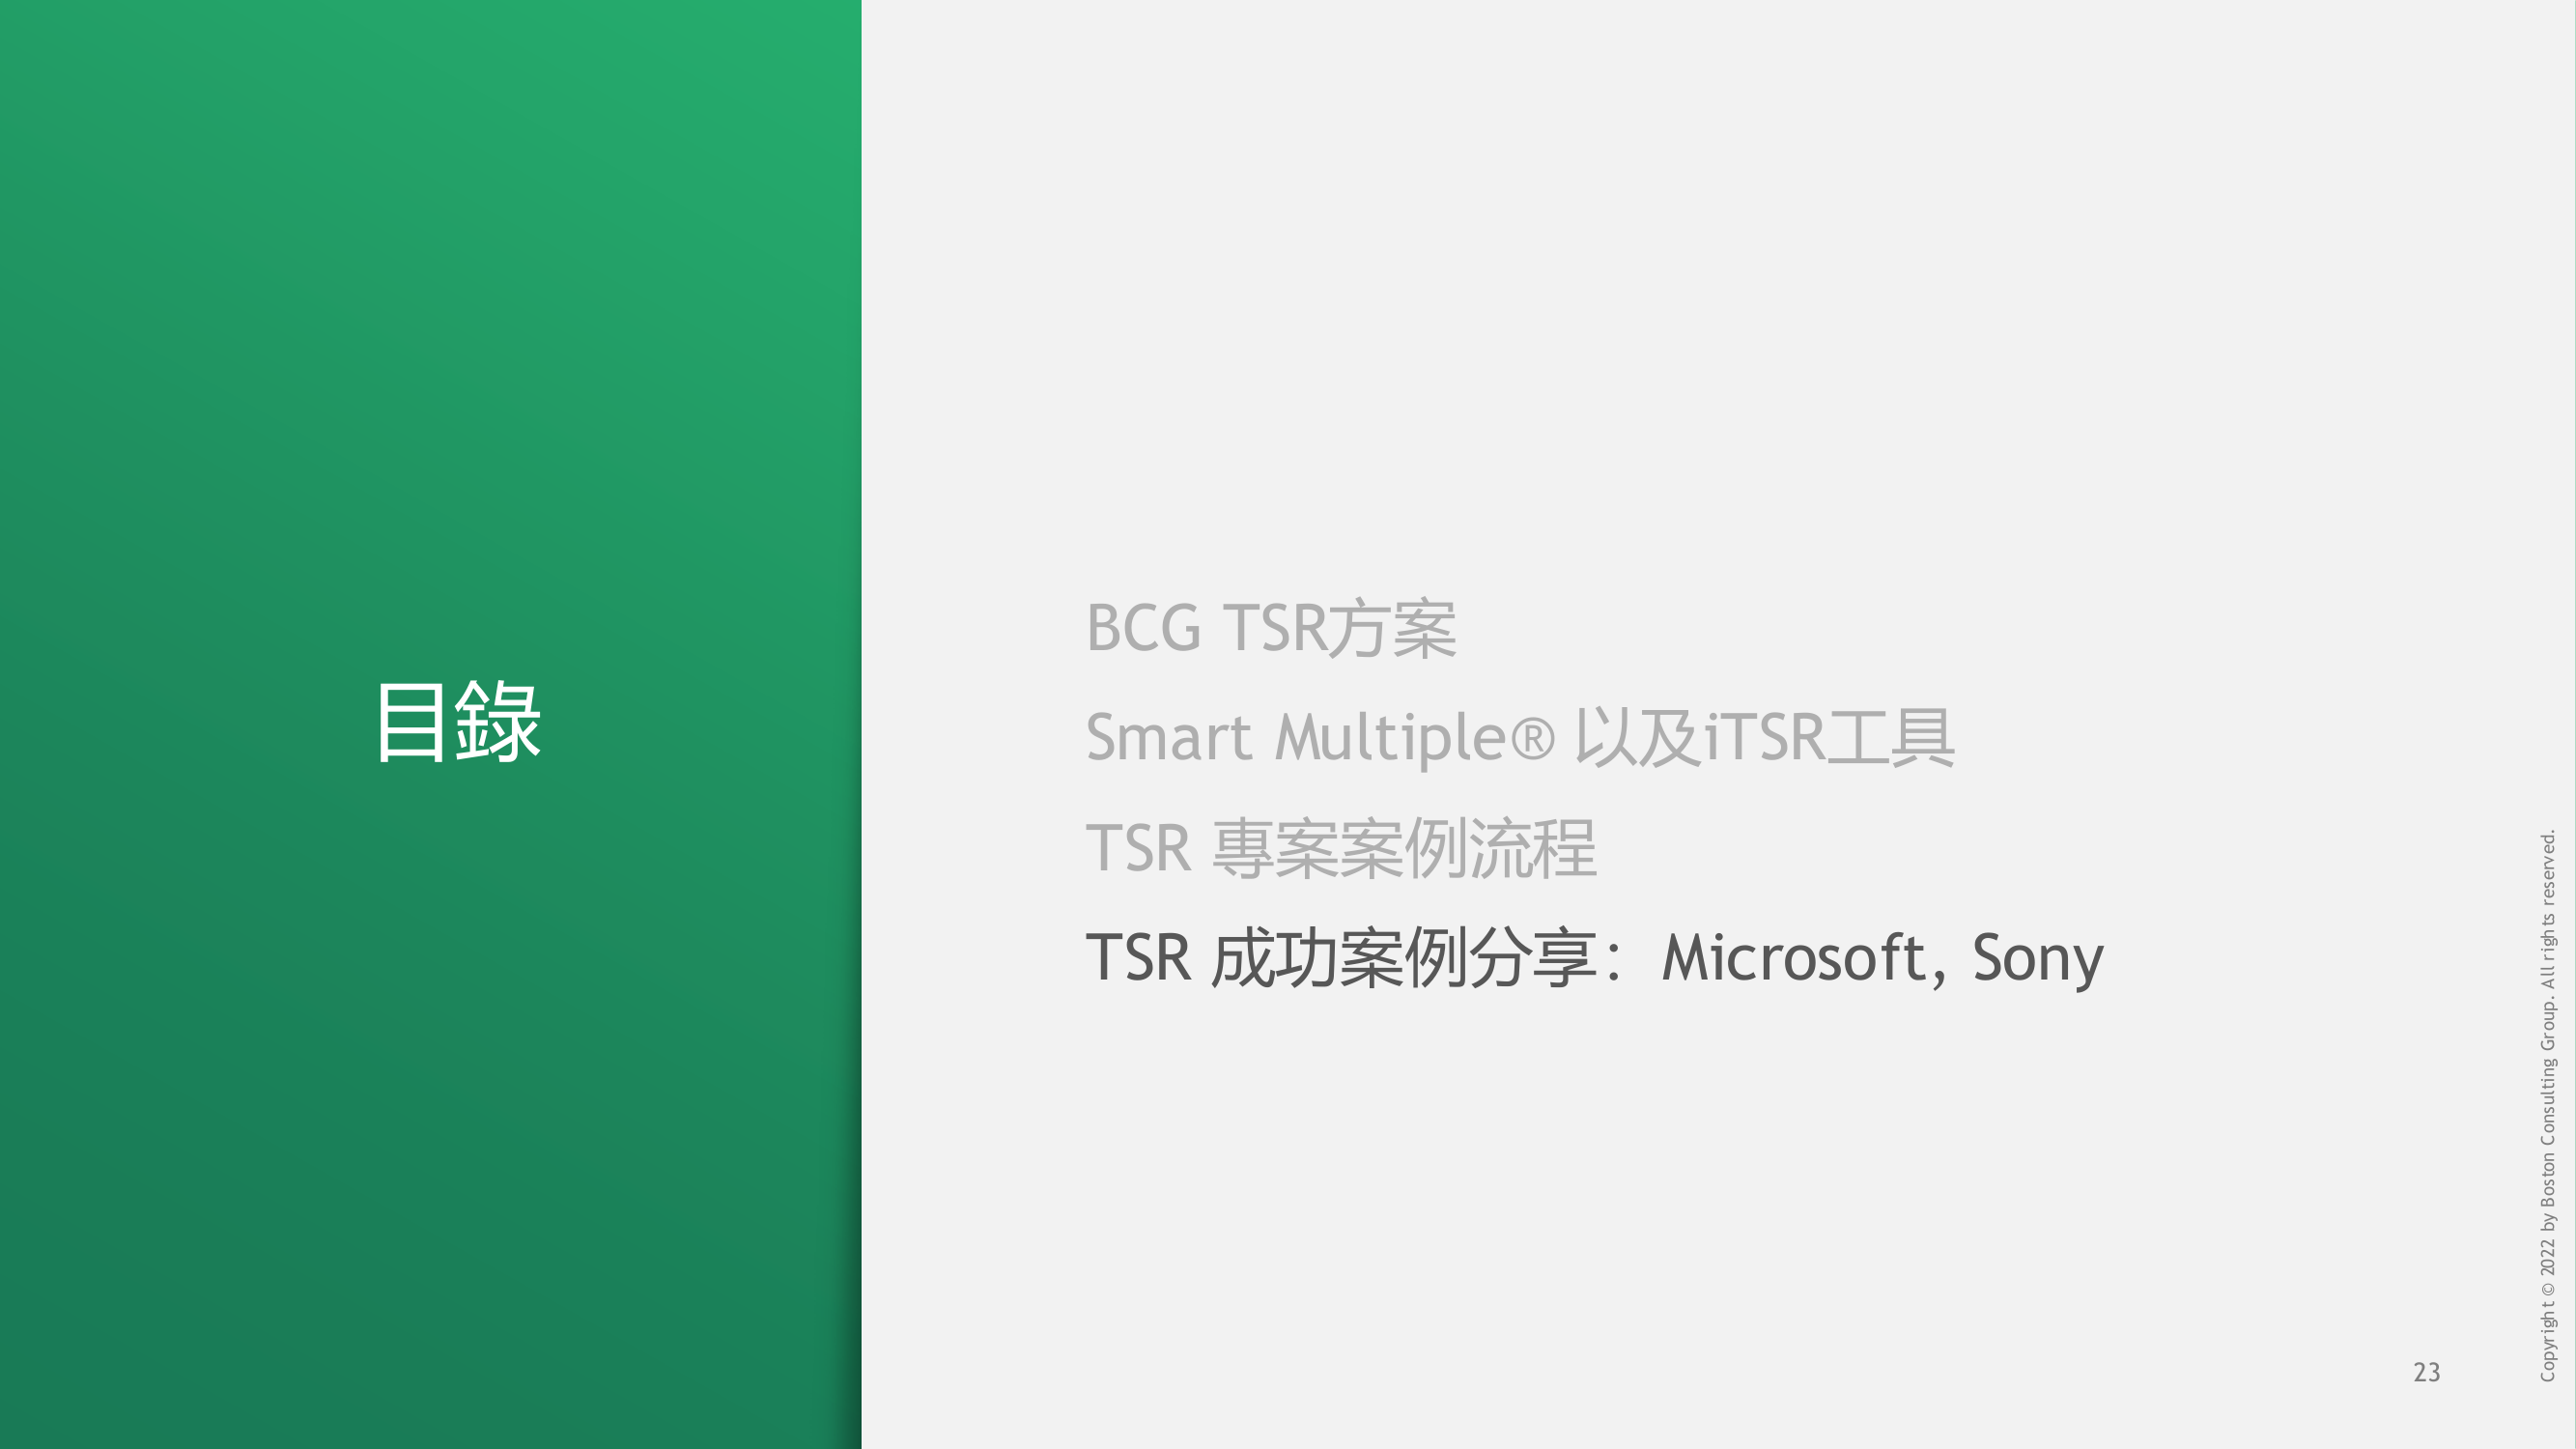 目錄
BCG TSR方案
Smart Multiple® 以及iTSR工具
TSR 專案案例流程
TSR 成功案例分享：Microsoft, Sony
23
Copyright © 2022 by Boston Consulting Group. All rights reserved.